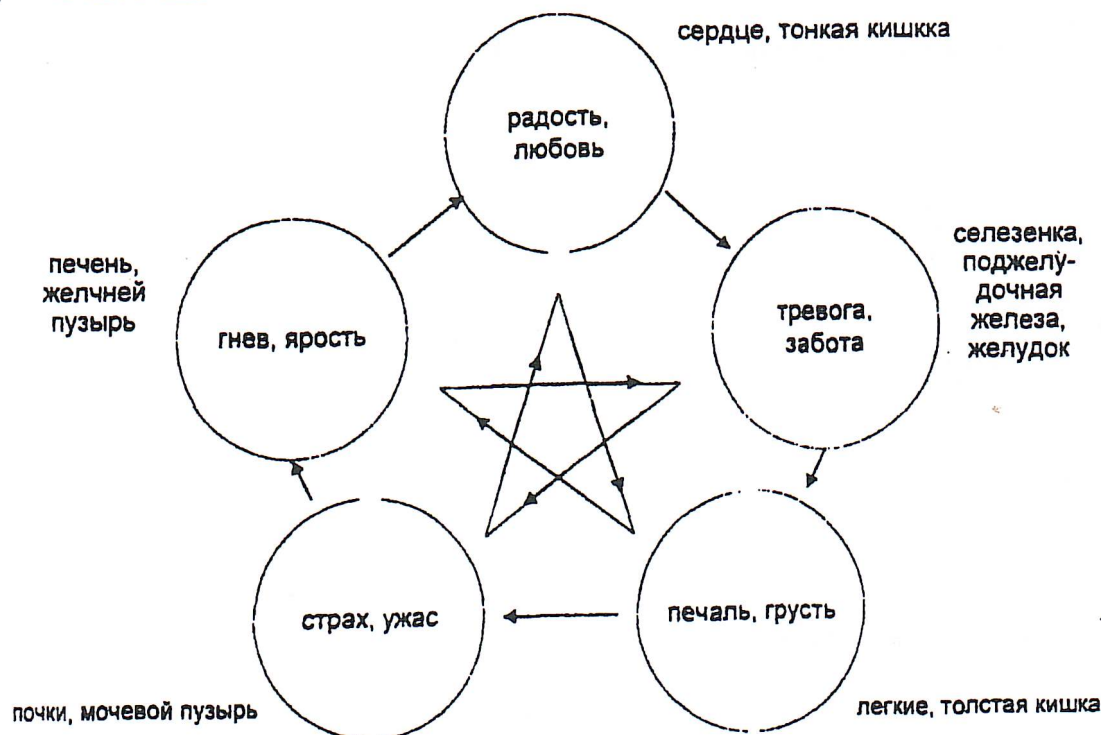 сердце, тонкая кишкка
радость,
любовь
печень,
желчней
пузырь
гнев, ярость
тревога,
забота
селезенка,
поджелу-
дочная
железа,
желудок
страх, ужас
печаль, грусть
почки, мочевой пузырь
легкие, толстая кишка